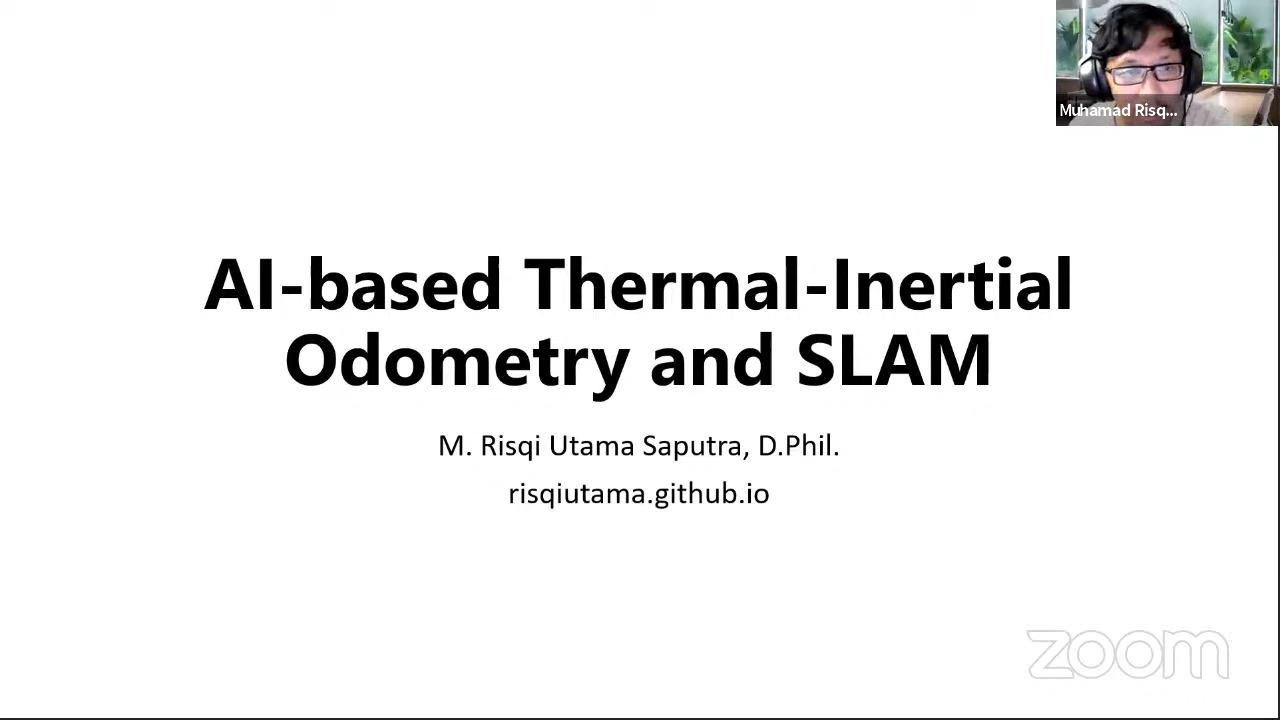 Muhamad Risq...
AI-based Thermal-Inertial
Odometry and SLAM
M. Risqi Utama Saputra, D.Phil.
risqiutama.github.io
zoom